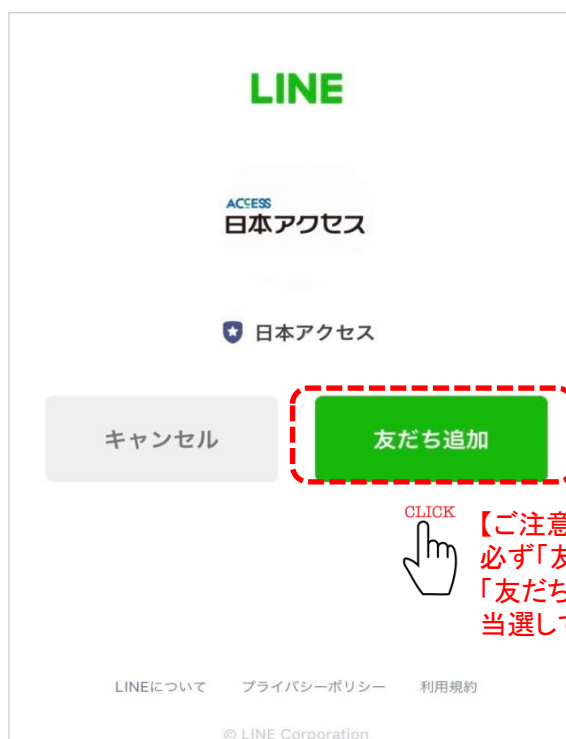 LINE
ACCESS
日本アクセス
日本アクセス
キャンセル
友だち追加
CLICK
【ご注意
必ず「友
「友だち
当選して
LINEについて プライバシーポリシー 利用規約
© LINE Corporation